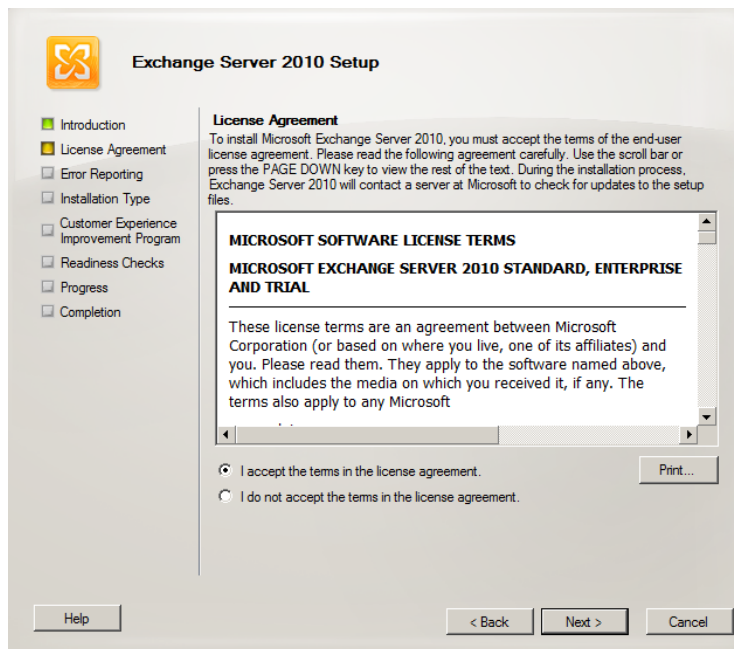 Exchange Server 2010 Setup
Introduction
License Agreement
Error Reporting
Installation Type
Customer Experience
Improvement Program
Readiness Checks
Progress
Completion
License Agreement
To install Microsoft Exchange Server 2010, you must accept the terms of the end-user
license agreement. Please read the following agreement carefully. Use the scroll bar or
press the PAGE DOWN key to view the rest of the text. During the installation process,
Exchange Server 2010 will contact a server at Microsoft to check for updates to the setup
files.
MICROSOFT SOFTWARE LICENSE TERMS
MICROSOFT EXCHANGE SERVER 2010 STANDARD, ENTERPRISE
AND TRIAL
These license terms are an agreement between Microsoft
Corporation (or based on where you live, one of its affiliates) and
you. Please read them. They apply to the software named above,
which includes the media on which you received it, if any. The
terms also apply to any Microsoft
I accept the terms in the license agreement.
Print...
I do not accept the terms in the license agreement.
Help
< Back
Next >
Cancel